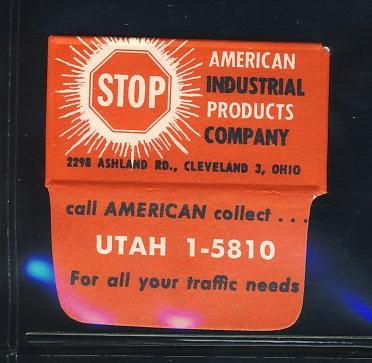 STOP
AMERICAN
INDUSTRIAL
PRODUCTS
COMPANY
2298 ASHLAND RD., CLEVELAND 3, OHIO
call AMERICAN collect . . .
UTAH 1-5810
For all your traffic needs